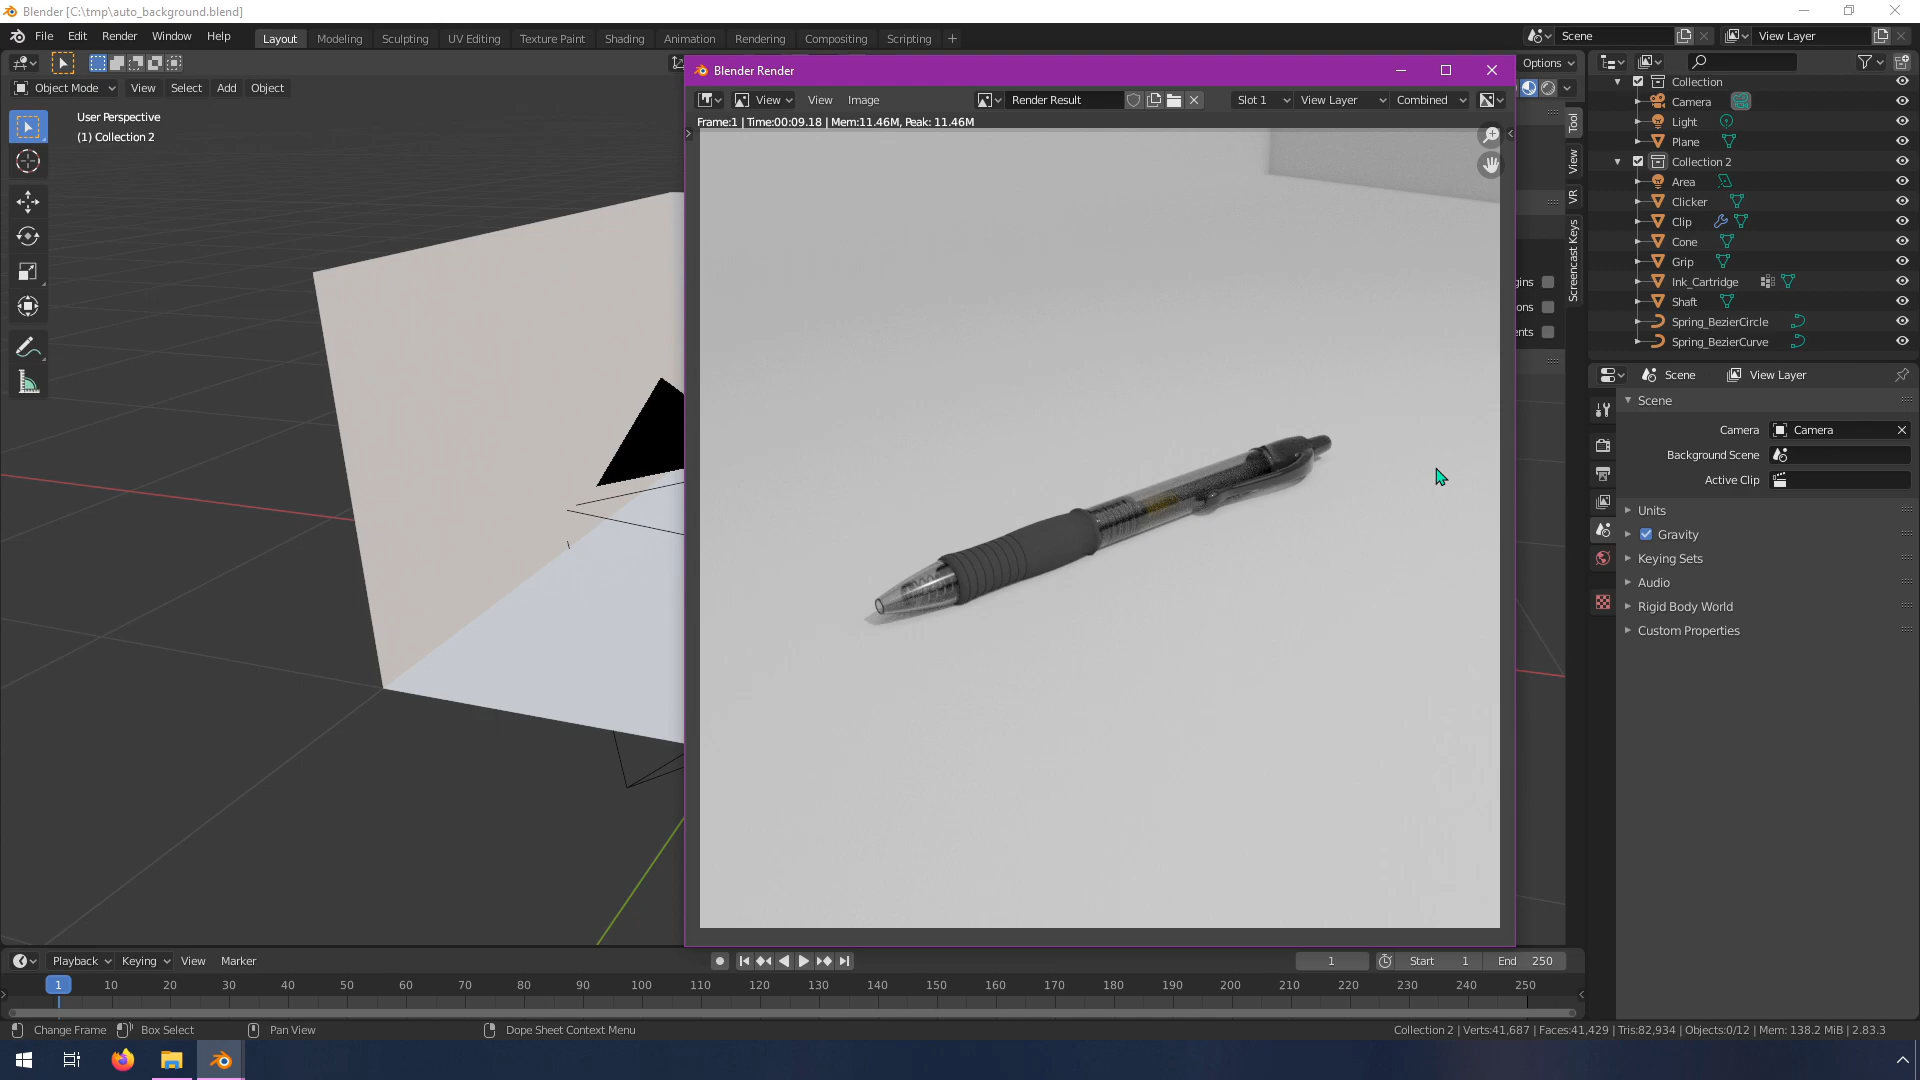 Blender [C:\tmp\auto_background.blend]
File Edit Render Window Help
Layout Modeling Sculpting UV Editing Texture Paint Shading Animation Rendering Compositing Scripting
Scene View Layer
Options
Object Mode View Select Add Object
User Perspective
(1) Collection 2
Blender Render
View View Image Render Result Slot 1 View Layer Combined
Frame:1 | Time:00:09.18 | Mem:11.46M, Peak: 11.46M
Tool
View
VR
Screencast Keys
gins
ons
ents
Collection
Camera
Light
Plane
Collection 2
Area
Clicker
Clip
Cone
Grip
Ink_Cartridge
Shaft
Spring_BezierCircle
Spring_BezierCurve
Scene View Layer
Scene
Camera Camera
Background Scene
Active Clip
Units
Gravity
Keying Sets
Audio
Rigid Body World
Custom Properties
Playback Keying View Marker 1 Start 1 End 250
1 10 20 30 40 50 60 70 80 90 100 110 120 130 140 150 160 170 180 190 200 210 220 230 240 250
Change Frame Box Select Pan View Dope Sheet Context Menu Collection 2 | Verts:41,687 | Faces:41,429 | Tris:82,934 | Objects:0/12 | Mem: 138.2 MiB | 2.83.3